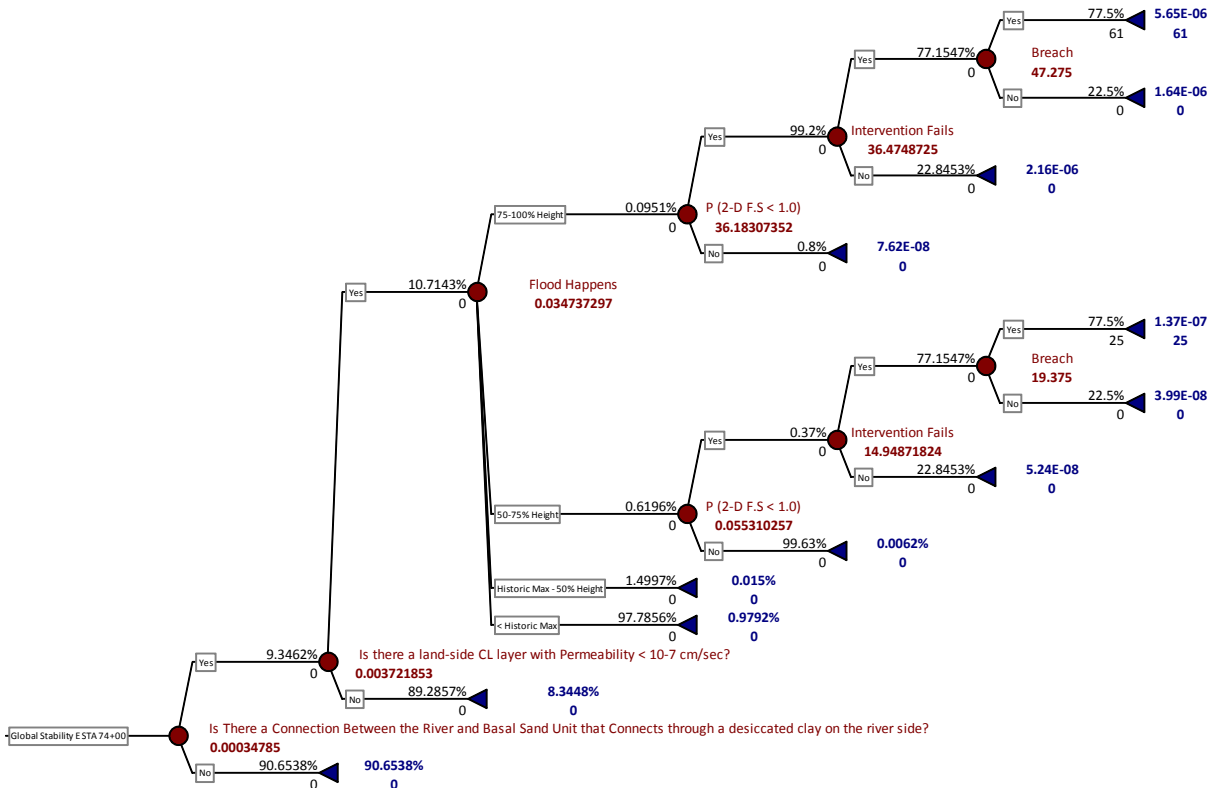 Yes 77.5% 5.65E-06
61 61
Yes 77.1547% Breach
0 47.275
No 22.5% 1.64E-06
0 0
Yes 99.2% Intervention Fails
0 36.4748725
No 22.8453% 2.16E-06
0 0
75-100% Height 0.0951% P (2-D F.S < 1.0)
0 36.18307352
No 0.8% 7.62E-08
0 0
Yes 10.7143% Flood Happens
0 0.034737297
Yes 77.5% 1.37E-07
25 25
Yes 77.1547% Breach
0 19.375
No 22.5% 3.99E-08
0 0
Yes 0.37% Intervention Fails
0 14.94871824
No 22.8453% 5.24E-08
0 0
50-75% Height 0.6196% P (2-D F.S < 1.0)
0 0.055310257
No 99.63% 0.0062%
0 0
Historic Max - 50% Height 1.4997% 0.015%
0 0
< Historic Max 97.7856% 0.9792%
0 0
Yes 9.3462% Is there a land-side CL layer with Permeability < 10-7 cm/sec?
0 0.003721853
No 89.2857% 8.3448%
0 0
Global Stability E STA 74+00 Is There a Connection Between the River and Basal Sand Unit that Connects through a desiccated clay on the river side?
0.00034785
No 90.6538% 90.6538%
0 0